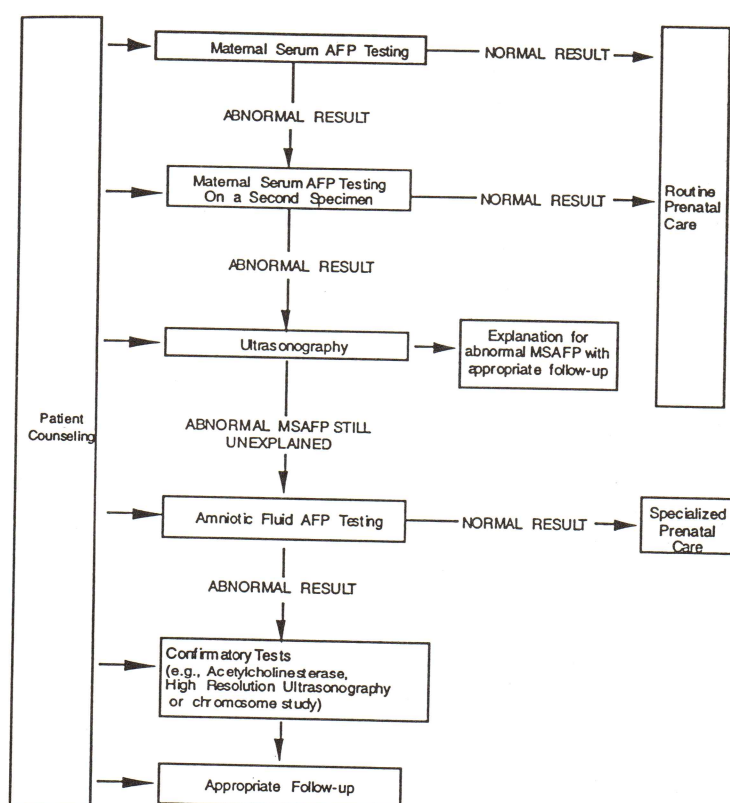 Maternal Serum AFP Testing
NORMAL RESULT
ABNORMAL RESULT
Maternal Serum AFP Testing
On a Second Specimen
NORMAL RESULT
Routine
Prenatal
Care
ABNORMAL RESULT
Ultrasonography
Explanation for
abnormal MSAFP with
appropriate follow-up
Patient
Counseling
ABNORMAL MSAFP STILL
UNEXPLAINED
Amniotic Fluid AFP Testing
NORMAL RESULT
Specialized
Prenatal
Care
ABNORMAL RESULT
Confirmatory Tests
(e.g., Acetylcholinesterase,
High Resolution Ultrasonography
or chromosome study)
Appropriate Follow-up